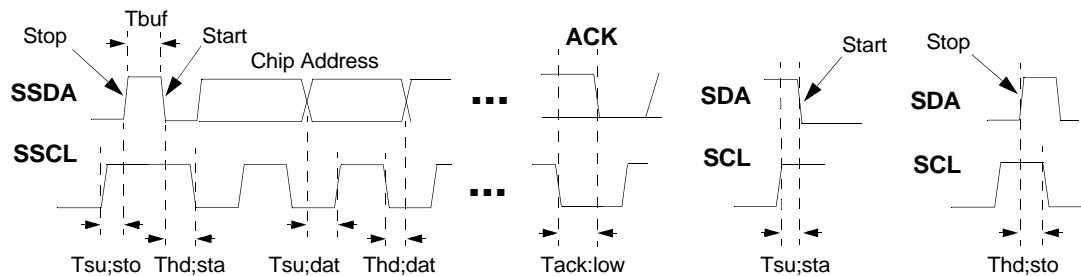 Tbuf
Stop
Start
Chip Address
ACK
Start
Stop
SSDA
...
SDA
SDA
SSCL
...
SCL
SCL
Tsu;sto
Thd;sta
Tsu;dat
Thd;dat
Tack:low
Tsu;sta
Thd;sto